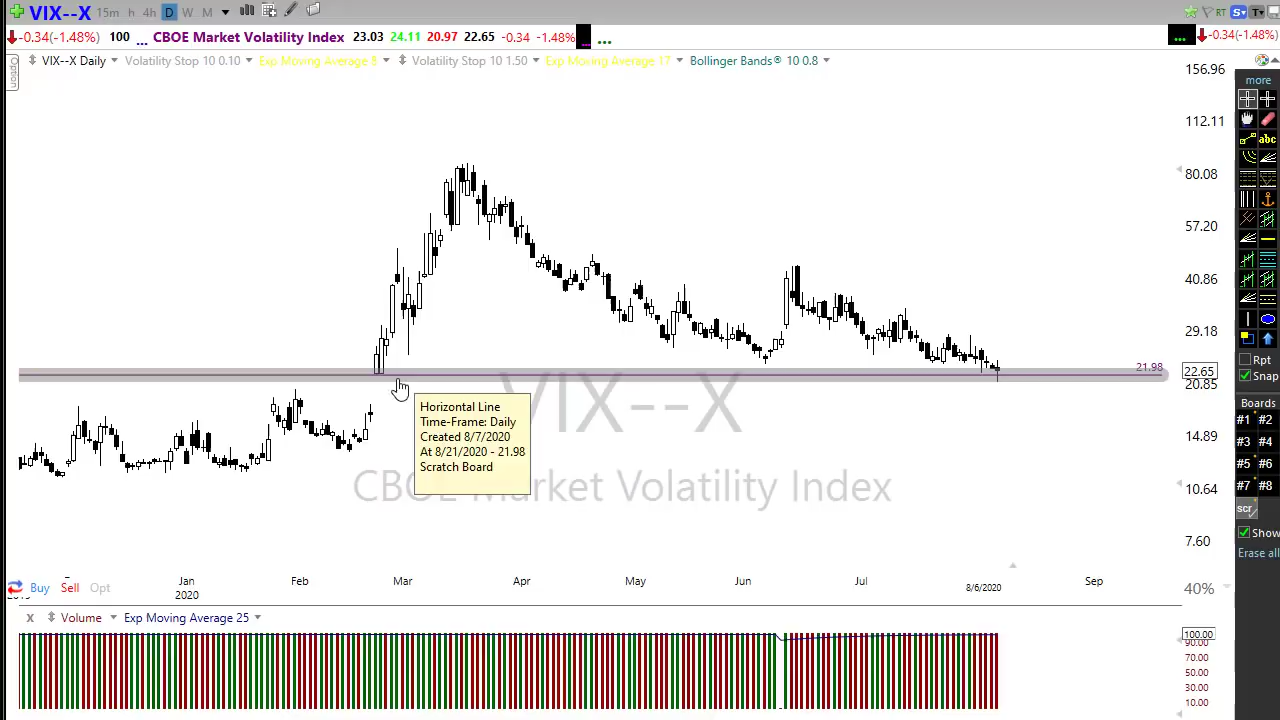 VIX--X 15m h 4h D W M RT S T
-0.34(-1.48%) 100 ... CBOE Market Volatility Index 23.03 24.11 20.97 22.65 -0.34 -1.48% ... ... -0.34(-1.48%)
Option
VIX--X Daily Volatility Stop 10 0.10 Exp Moving Average 8 Volatility Stop 10 1.50 Exp Moving Average 17 Bollinger Bands® 10 0.8
156.96
112.11
80.08
57.20
40.86
29.18
21.98
22.65
20.85
14.89
10.64
7.60
Horizontal Line
Time-Frame: Daily
Created 8/7/2020
At 8/21/2020 - 21.98
Scratch Board
VIX--X
CBOE Market Volatility Index
Jan Feb Mar Apr May Jun Jul 8/6/2020 Sep
2020
Buy Sell Opt 40%
X Volume Exp Moving Average 25
100.00
90.00
70.00
50.00
30.00
10.00
more
abc
Rpt
Snap
Boards
#1 #2
#3 #4
#5 #6
#7 #8
scr
Show
Erase all